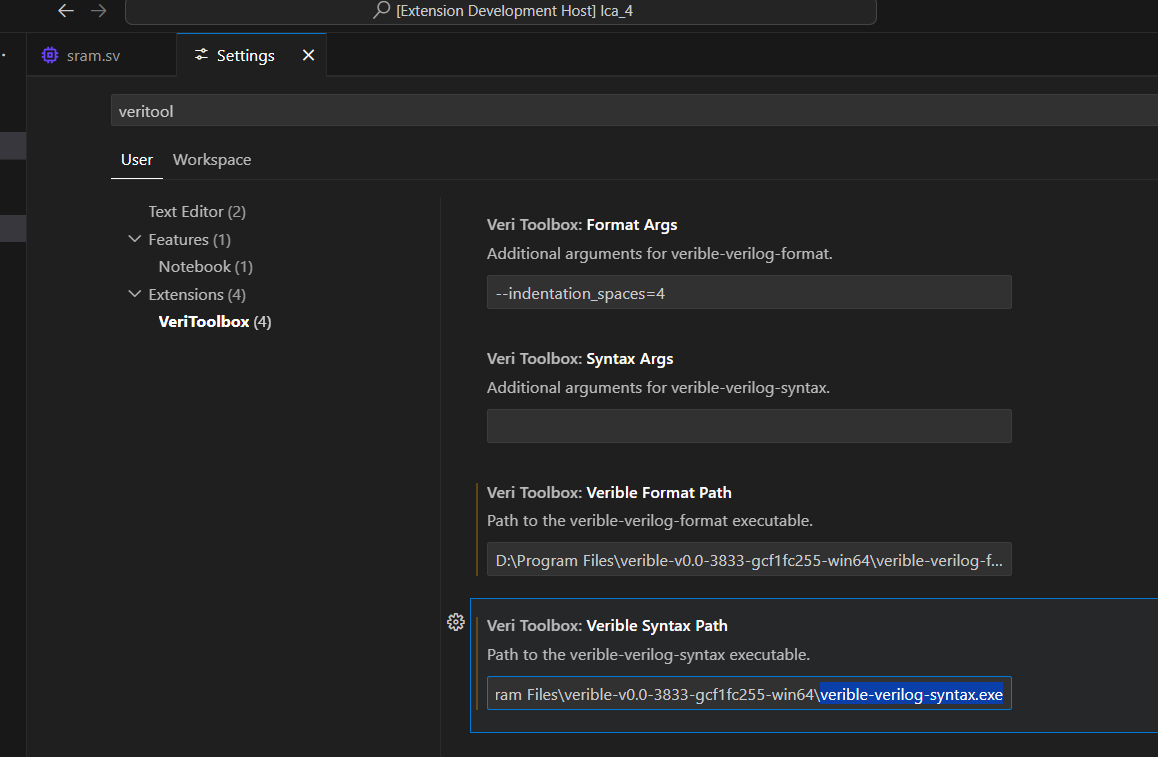 [Extension Development Host] lca_4
sram.sv
Settings
veritool
User
Workspace
Text Editor (2)
Features (1)
Notebook (1)
Extensions (4)
VeriToolbox (4)
Veri Toolbox: Format Args
Additional arguments for verible-verilog-format.
--indentation_spaces=4
Veri Toolbox: Syntax Args
Additional arguments for verible-verilog-syntax.
Veri Toolbox: Verible Format Path
Path to the verible-verilog-format executable.
D:\Program Files\verible-v0.0-3833-gcf1fc255-win64\verible-verilog-f...
Veri Toolbox: Verible Syntax Path
Path to the verible-verilog-syntax executable.
ram Files\verible-v0.0-3833-gcf1fc255-win64\verible-verilog-syntax.exe